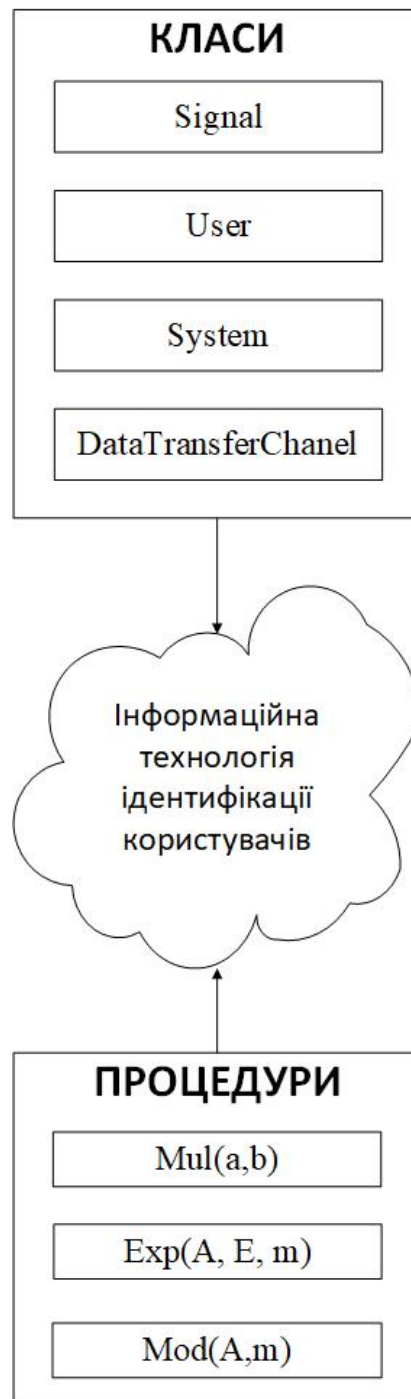 КЛАСИ
Signal
User
System
DataTransferChanel
Інформаційна
технологія
ідентифікації
користувачів
ПРОЦЕДУРИ
Mul(a,b)
Exp(A, E, m)
Mod(A,m)